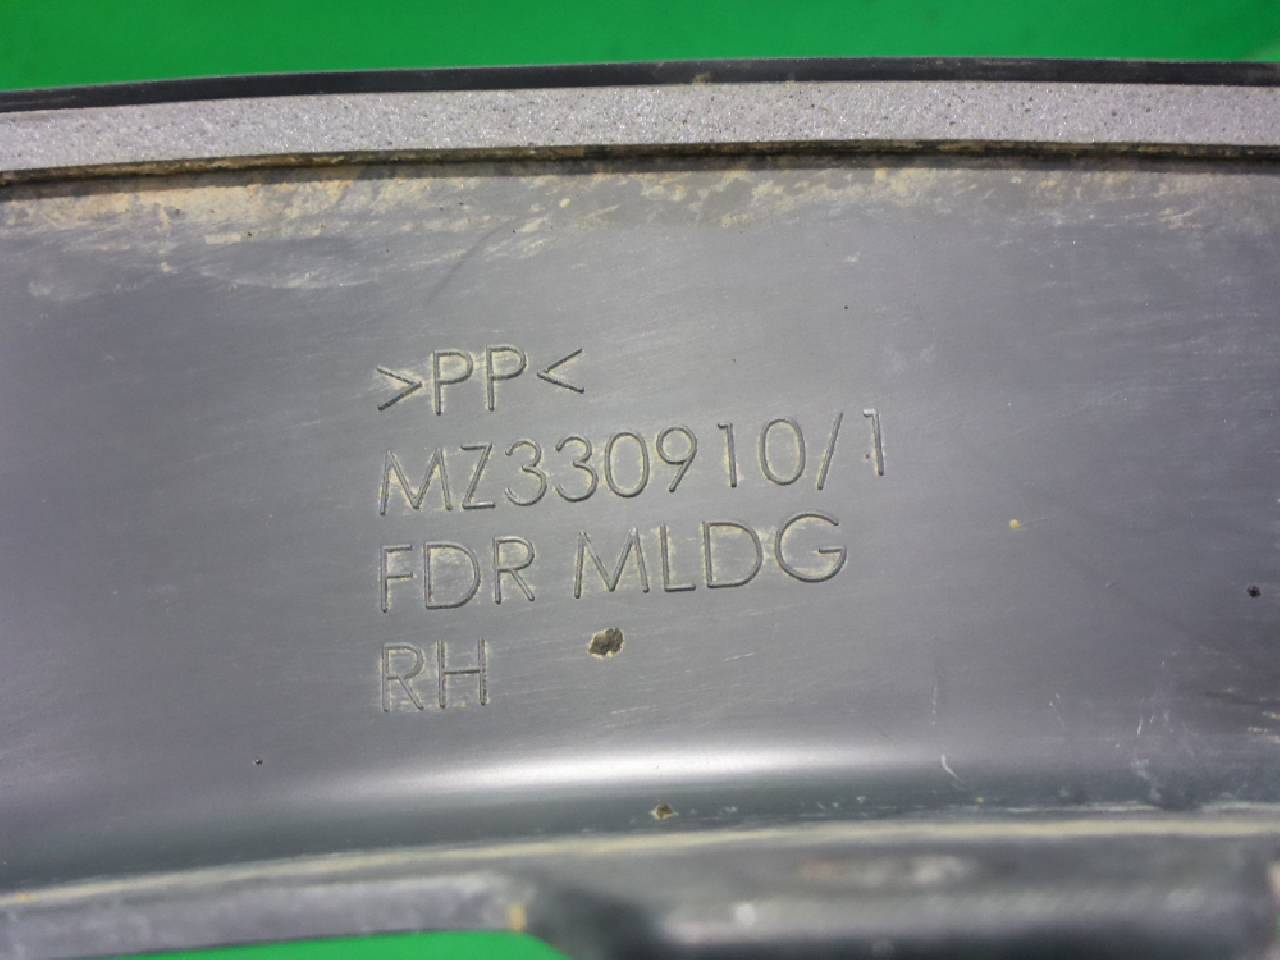 >PP<
MZ330910/1
FDR MLDG
RH